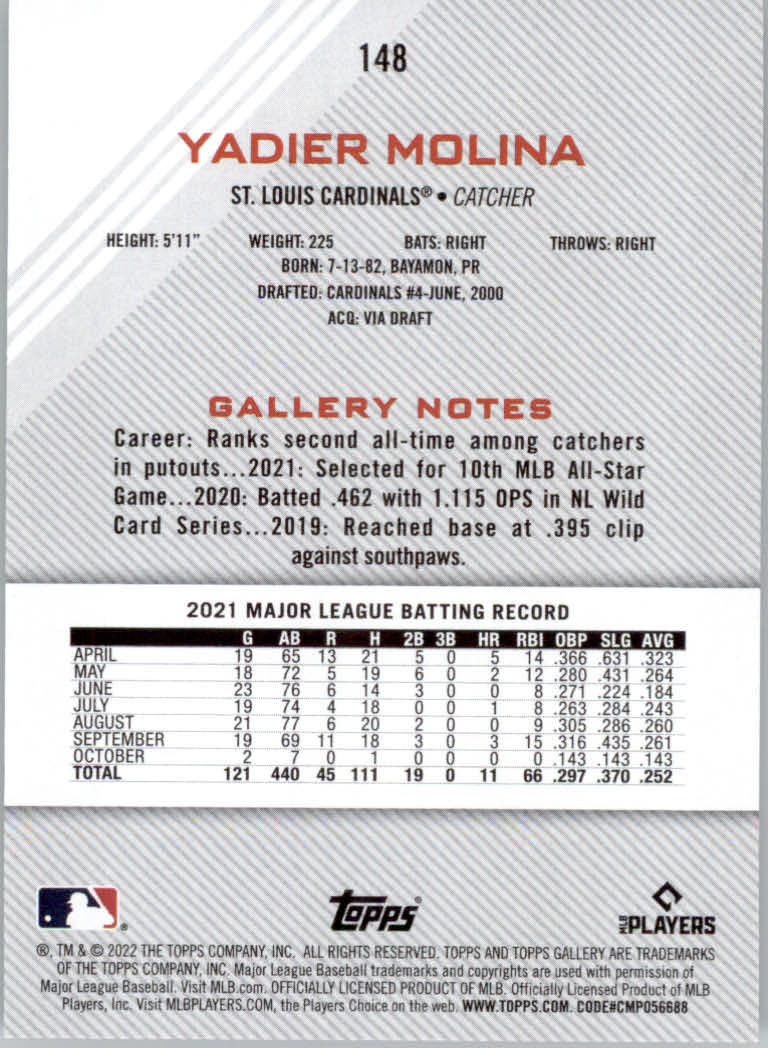 148
YADIER MOLINA
ST. LOUIS CARDINALS® • CATCHER
HEIGHT: 5'11" WEIGHT: 225 BATS: RIGHT THROWS: RIGHT
BORN: 7-13-82, BAYAMON, PR
DRAFTED: CARDINALS #4-JUNE, 2000
ACQ: VIA DRAFT
GALLERY NOTES
Career: Ranks second all-time among catchers
in putouts...2021: Selected for 10th MLB All-Star
Game...2020: Batted .462 with 1.115 OPS in NL Wild
Card Series...2019: Reached base at .395 clip
against southpaws.
2021 MAJOR LEAGUE BATTING RECORD
G AB R H 2B 3B HR RBI OBP SLG AVG
APRIL 19 65 13 21 5 0 5 14 .366 .631 .323
MAY 18 72 5 19 6 0 2 12 .280 .431 .264
JUNE 23 76 6 14 3 0 0 8 .271 .224 .184
JULY 19 74 4 18 0 0 1 8 .263 .284 .243
AUGUST 21 77 6 20 2 0 0 9 .305 .286 .260
SEPTEMBER 19 69 11 18 3 0 3 15 .316 .435 .261
OCTOBER 2 7 0 1 0 0 0 0 .143 .143 .143
TOTAL 121 440 45 111 19 0 11 66 .297 .370 .252
® Topps® MLB PLAYERS
®, TM & © 2022 THE TOPPS COMPANY, INC. ALL RIGHTS RESERVED. TOPPS AND TOPPS GALLERY ARE TRADEMARKS
OF THE TOPPS COMPANY, INC. Major League Baseball trademarks and copyrights are used with permission of
Major League Baseball. Visit MLB.com. OFFICIALLY LICENSED PRODUCT OF MLB. Officially Licensed Product of MLB
Players, Inc. Visit MLBPLAYERS.COM, the Players Choice on the web. WWW.TOPPS.COM. CODE#CMP056688